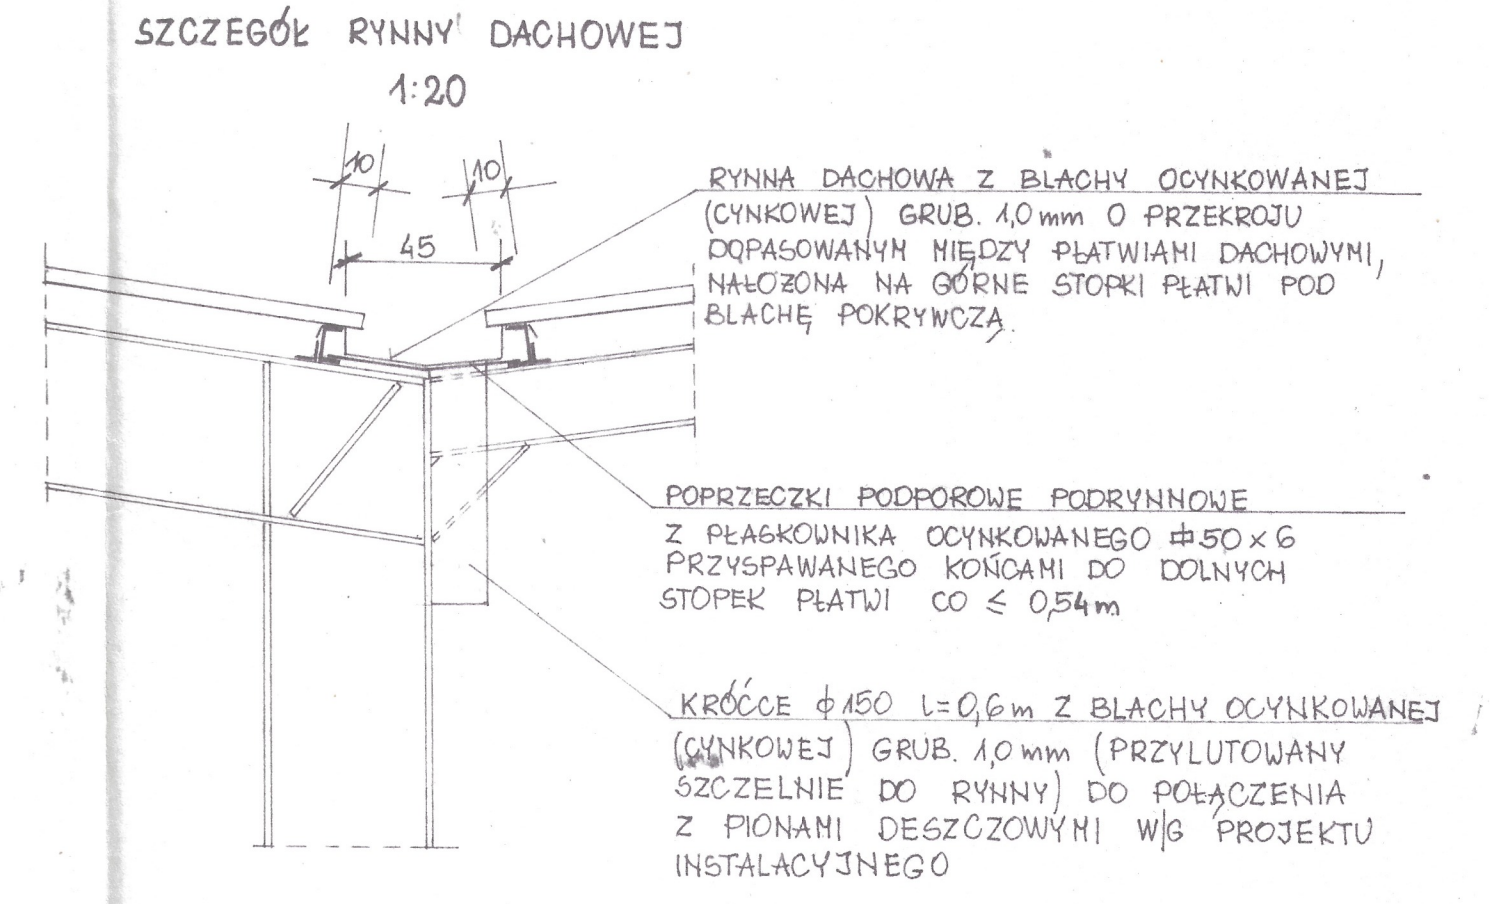 SZCZEGÓŁ RYNNY DACHOWEJ
1:20
10
10
45
RYNNA DACHOWA Z BLACHY OCYNKOWANEJ
(CYNKOWEJ) GRUB. 1,0 mm O PRZEKROJU
DOPASOWANYM MIĘDZY PŁATWIAMI DACHOWYMI,
NAŁOŻONA NA GÓRNE STOPKI PŁATWI POD
BLACHĘ POKRYWCZĄ.
POPRZECZKI PODPOROWE PODRYNNOWE
Z PŁASKOWNIKA OCYNKOWANEGO ⌽ 50 x 6
PRZYSPAWANEGO KOŃCAMI DO DOLNYCH
STOPEK PŁATWI CO ≤ 0,54 m
KRÓĆCE ϕ 150 l=0,6 m Z BLACHY OCYNKOWANEJ
(CYNKOWEJ) GRUB. 1,0 mm (PRZYLUTOWANY
SZCZELNIE DO RYNNY) DO POŁĄCZENIA
Z PIONAMI DESZCZOWYMI W/G PROJEKTU
INSTALACYJNEGO